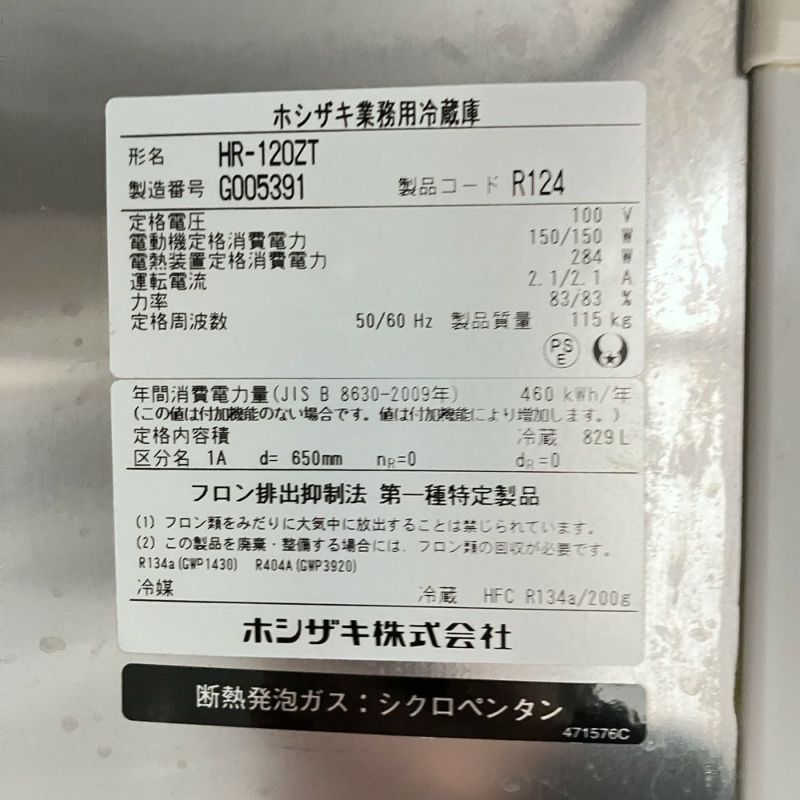 ホシザキ業務用冷蔵庫
形名 HR-120ZT
製造番号 G005391 製品コード R124
定格電圧 100 V
電動機定格消費電力 150/150 W
電熱装置定格消費電力 284 W
運転電流 2.1/2.1 A
力率 83/83 %
定格周波数 50/60 Hz 製品質量 115 kg
PS
E
年間消費電力量(JIS B 8630-2009年) 460 kWh/年
(この値は付加機能のない場合です。値は付加機能により増加します。)
定格内容積 冷蔵 829 L
区分名 1A d= 650mm nR=0 dR=0
フロン排出抑制法 第一種特定製品
(1) フロン類をみだりに大気中に放出することは禁じられています。
(2) この製品を廃棄・整備する場合には、フロン類の回収が必要です。
R134a(GWP1430) R404A(GWP3920)
冷媒 冷蔵 HFC R134a/200g
ホシザキ株式会社
断熱発泡ガス：シクロペンタン
471576C